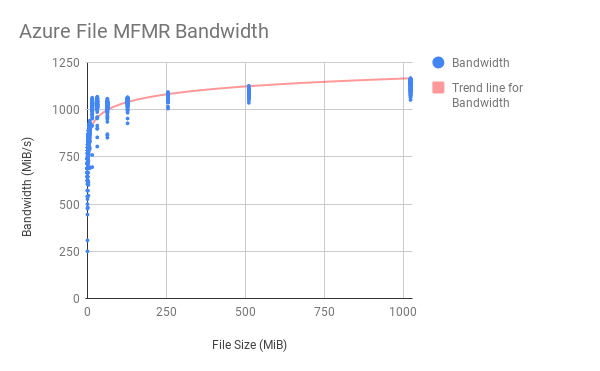 Azure File MFMR Bandwidth
Bandwidth
Trend line for
Bandwidth
Bandwidth (MiB/s)
1250
1000
750
500
250
0
0 250 500 750 1000
File Size (MiB)